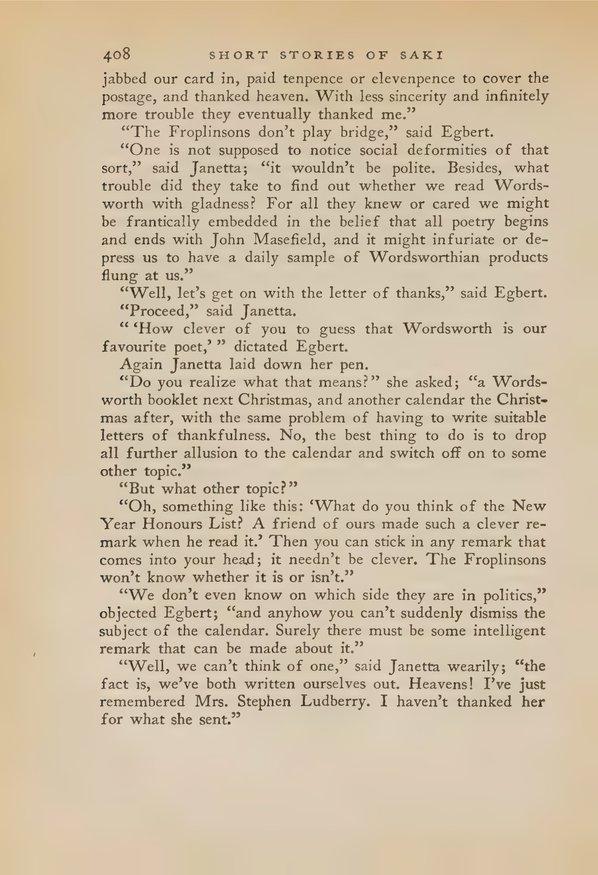 408 SHORT STORIES OF SAKI
jabbed our card in, paid tenpence or elevenpence to cover the
postage, and thanked heaven. With less sincerity and infinitely
more trouble they eventually thanked me.”
“The Froplinsons don’t play bridge,” said Egbert.
“One is not supposed to notice social deformities of that
sort,” said Janetta; “it wouldn’t be polite. Besides, what
trouble did they take to find out whether we read Words-
worth with gladness? For all they knew or cared we might
be frantically embedded in the belief that all poetry begins
and ends with John Masefield, and it might infuriate or de-
press us to have a daily sample of Wordsworthian products
flung at us.”
“Well, let’s get on with the letter of thanks,” said Egbert.
“Proceed,” said Janetta.
“ ‘How clever of you to guess that Wordsworth is our
favourite poet,’ ” dictated Egbert.
Again Janetta laid down her pen.
“Do you realize what that means?” she asked; “a Words-
worth booklet next Christmas, and another calendar the Christ-
mas after, with the same problem of having to write suitable
letters of thankfulness. No, the best thing to do is to drop
all further allusion to the calendar and switch off on to some
other topic.”
“But what other topic?”
“Oh, something like this: ‘What do you think of the New
Year Honours List? A friend of ours made such a clever re-
mark when he read it.’ Then you can stick in any remark that
comes into your head; it needn’t be clever. The Froplinsons
won’t know whether it is or isn’t.”
“We don’t even know on which side they are in politics,”
objected Egbert; “and anyhow you can’t suddenly dismiss the
subject of the calendar. Surely there must be some intelligent
remark that can be made about it.”
“Well, we can’t think of one,” said Janetta wearily; “the
fact is, we’ve both written ourselves out. Heavens! I’ve just
remembered Mrs. Stephen Ludberry. I haven’t thanked her
for what she sent.”